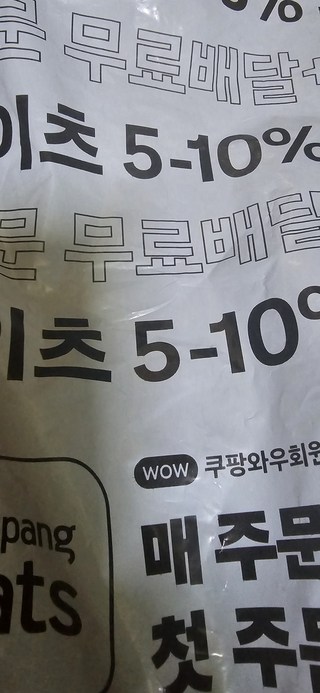 0%
문 무료배달+
이츠 5-10%
문 무료배달
이츠 5-10%
wow 쿠팡와우회원
pang
ats
매 주문
첫 주문